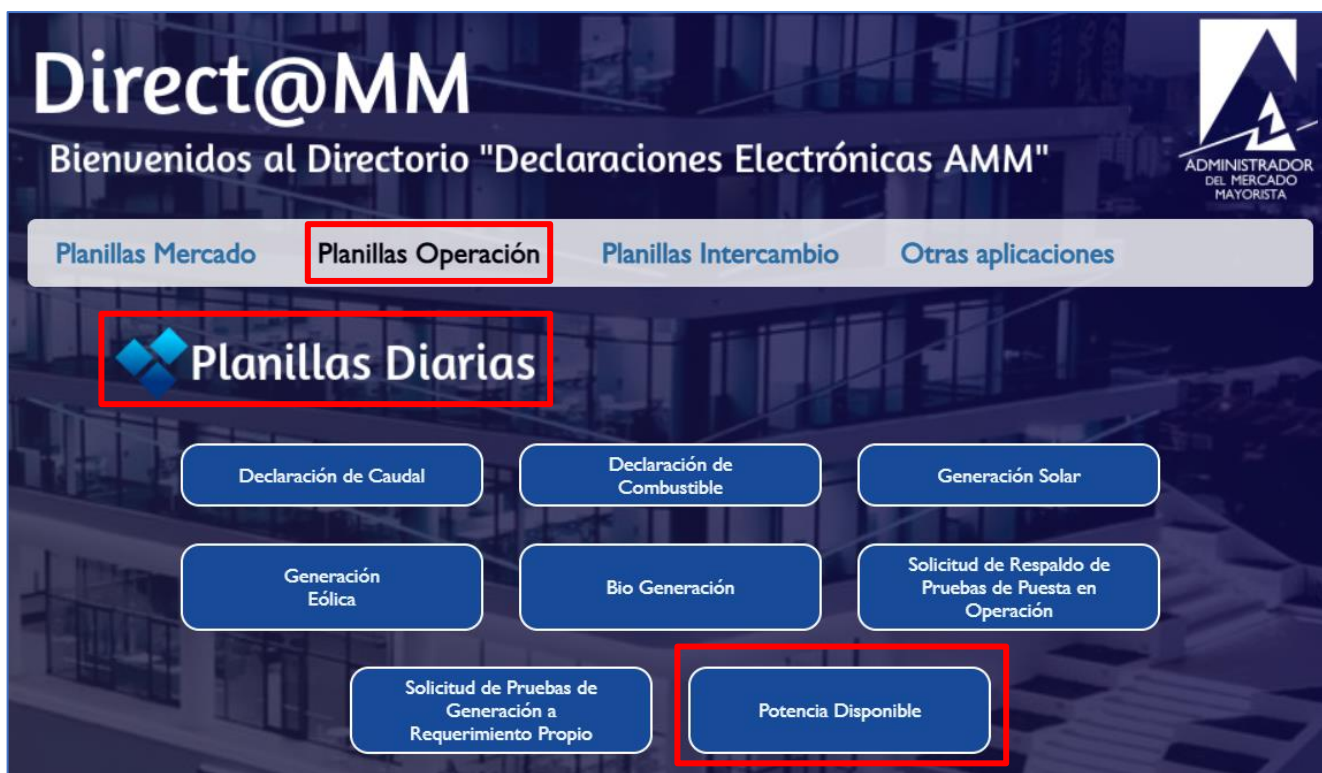 Direct@MM
Bienvenidos al Directorio "Declaraciones Electrónicas AMM"
ADMINISTRADOR
DEL MERCADO
MAYORISTA
Planillas Mercado
Planillas Operación
Planillas Intercambio
Otras aplicaciones
Planillas Diarias
Declaración de Caudal
Declaración de
Combustible
Generación Solar
Generación
Eólica
Bio Generación
Solicitud de Respaldo de
Pruebas de Puesta en
Operación
Solicitud de Pruebas de
Generación a
Requerimiento Propio
Potencia Disponible